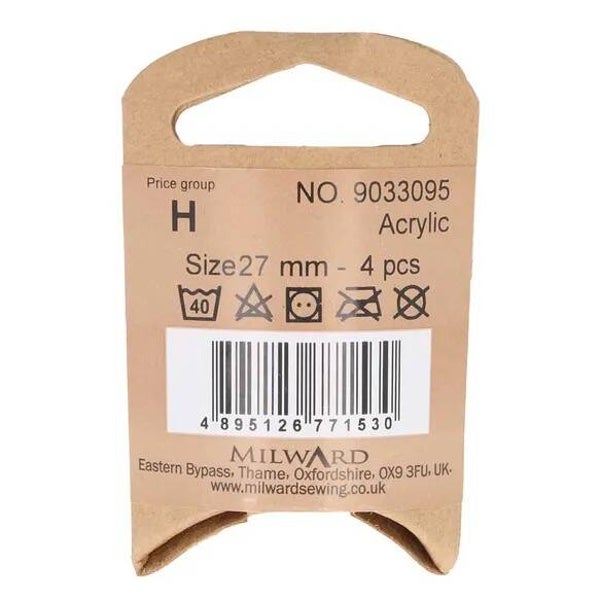 Price group
H
NO. 9033095
Acrylic
Size27 mm - 4 pcs
40
4 895126 771530
MILWARD
Eastern Bypass, Thame, Oxfordshire, OX9 3FU, UK.
www.milwardsewing.co.uk